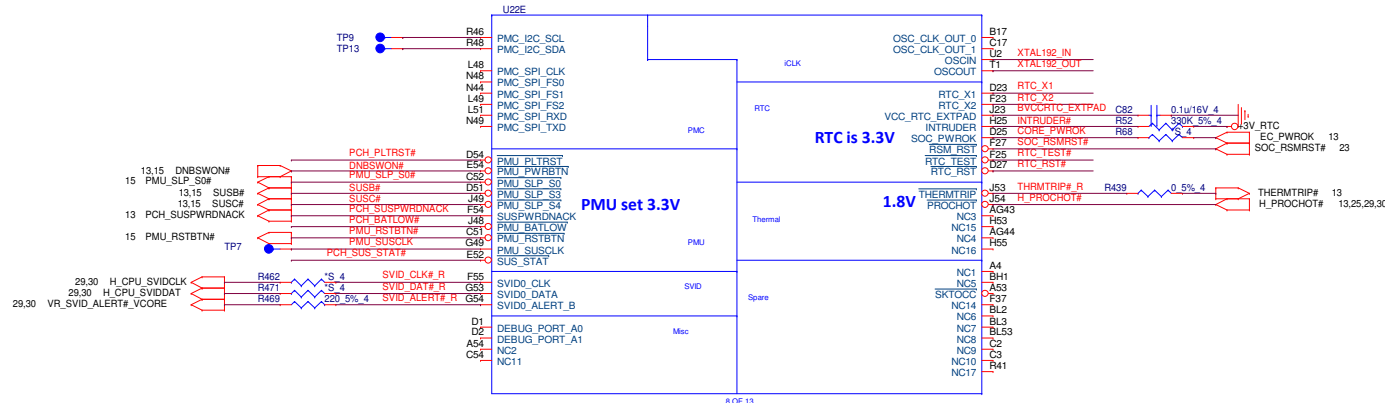 U22E
TP9 R46 PMC_I2C_SCL
TP13 R48 PMC_I2C_SDA
L48 PMC_SPI_CLK
N48 PMC_SPI_FS0
N44 PMC_SPI_FS1
L49 PMC_SPI_FS2
L51 PMC_SPI_RXD
N49 PMC_SPI_TXD
PMC
PCH_PLTRST# D54 PMU_PLTRST
13,15 DNBSWON# DNBSWON# E54 PMU_PWRBTN
15 PMU_SLP_S0# PMU_SLP_S0# C52 PMU_SLP_S0
13,15 SUSB# SUSB# D51 PMU_SLP_S3
13,15 SUSC# SUSC# J49 PMU_SLP_S4
13 PCH_SUSPWRDNACK PCH_SUSPWRDNACK F54 SUSPWRDNACK
PCH_BATLOW# J48 PMU_BATLOW
15 PMU_RSTBTN# PMU_RSTBTN# C51 PMU_RSTBTN
TP7 PMU_SUSCLK G49 PMU_SUSCLK
PCH_SUS_STAT# E52 SUS_STAT
PMU set 3.3V
PMU
29,30 H_CPU_SVIDCLK R462 *S_4 SVID_CLK#_R F55 SVID0_CLK
29,30 H_CPU_SVIDDAT R471 *S_4 SVID_DAT#_R G53 SVID0_DATA
29,30 VR_SVID_ALERT#_VCORE R469 220_5%_4 SVID_ALERT#_R G54 SVID0_ALERT_B
SVID
D1 DEBUG_PORT_A0
D2 DEBUG_PORT_A1
A54 NC2
C54 NC11
Misc
OSC_CLK_OUT_0 B17
OSC_CLK_OUT_1 C17
OSCIN U2 XTAL192_IN
OSCOUT T1 XTAL192_OUT
iCLK
RTC_X1 D23 RTC_X1
RTC_X2 F23 RTC_X2
VCC_RTC_EXTPAD J23 BVCCRTC_EXTPAD C82 0.1u/16V_4
INTRUDER H25 INTRUDER# R52 330K_5%_4 +3V_RTC
SOC_PWROK D25 CORE_PWROK R68 *S_4 EC_PWROK 13
RSM_RST F27 SOC_RSMRST# SOC_RSMRST# 23
RTC_TEST F25 RTC_TEST#
RTC_RST D27 RTC_RST#
RTC
RTC is 3.3V
THERMTRIP J53 THRMTRIP#_R R439 0_5%_4 THERMTRIP# 13
PROCHOT J54 H_PROCHOT# H_PROCHOT# 13,25,29,30
NC3 AG43
NC15 H53
NC4 AG44
NC16 H55
1.8V
Thermal
NC1 A4
NC5 BH1
SKTOCC A53
NC14 F37
NC6 BL2
NC7 BL3
NC8 BL53
NC9 C2
NC10 C3
NC17 R41
Spare
8 OF 13